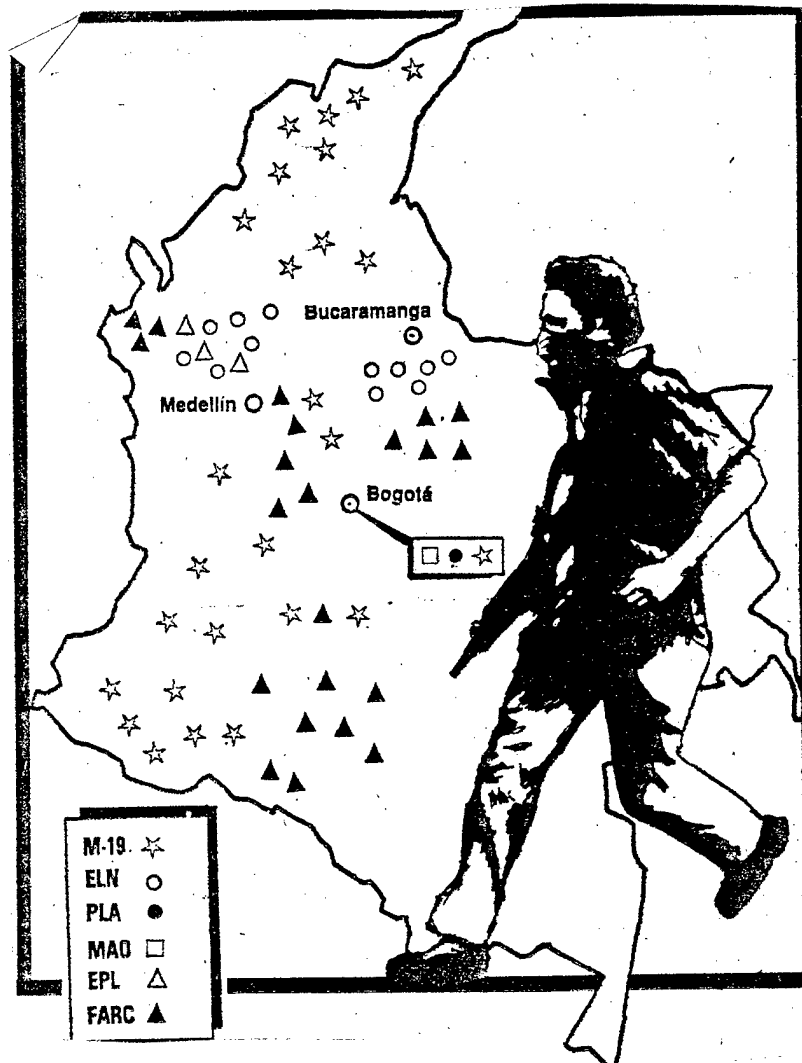 Bucaramanga
Medellín
Bogotá
M-19
ELN
PLA
MAO
EPL
FARC